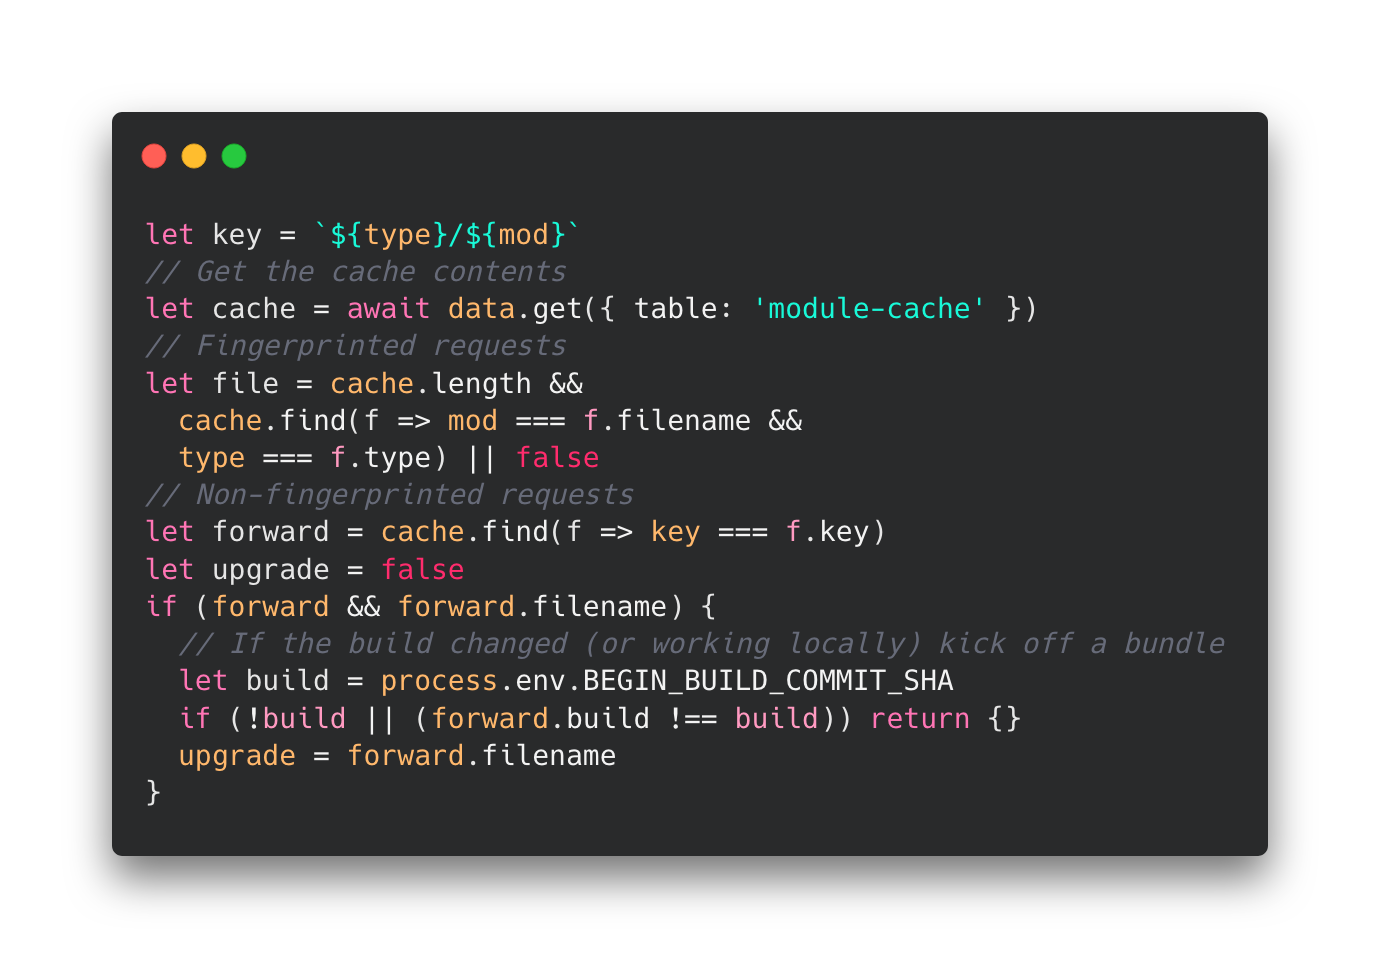 let key = `${type}/${mod}`
// Get the cache contents
let cache = await data.get({ table: 'module-cache' })
// Fingerprinted requests
let file = cache.length &&
  cache.find(f => mod === f.filename &&
  type === f.type) || false
// Non-fingerprinted requests
let forward = cache.find(f => key === f.key)
let upgrade = false
if (forward && forward.filename) {
  // If the build changed (or working locally) kick off a bundle
  let build = process.env.BEGIN_BUILD_COMMIT_SHA
  if (!build || (forward.build !== build)) return {}
  upgrade = forward.filename
}